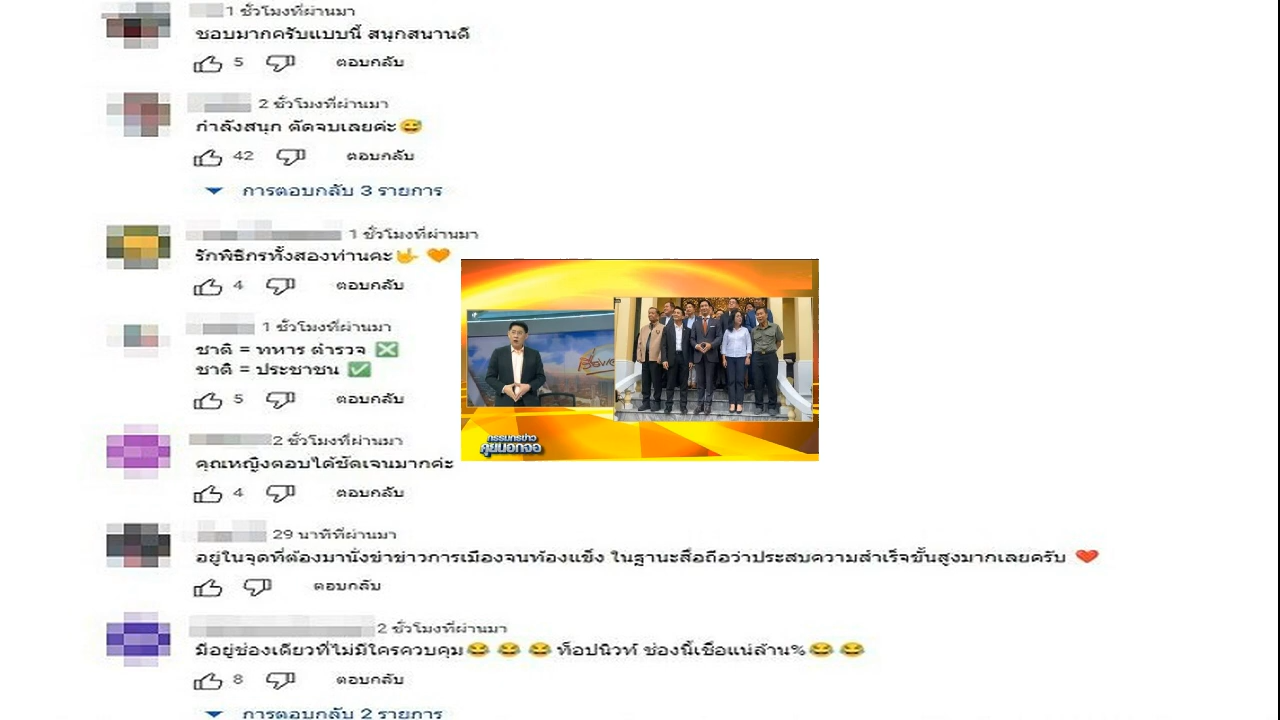 1 ชั่วโมงที่ผ่านมา
ชอบมากครับแบบนี้ สนุกสนานดี
5 ตอบกลับ
2 ชั่วโมงที่ผ่านมา
กำลังสนุก ตัดจบเลยค่ะ😅
42 ตอบกลับ
การตอบกลับ 3 รายการ
1 ชั่วโมงที่ผ่านมา
รักพิธีกรทั้งสองท่านคะ🤟 🧡
4 ตอบกลับ
1 ชั่วโมงที่ผ่านมา
ชาติ = ทหาร ตำรวจ ❎
ชาติ = ประชาชน ✅
5 ตอบกลับ
กรรมกรข่าว
คุยนอกจอ
2 ชั่วโมงที่ผ่านมา
คุณหญิงตอบได้ชัดเจนมากค่ะ
4 ตอบกลับ
29 นาทีที่ผ่านมา
อยู่ในจุดที่ต้องมานั่งขำข่าวการเมืองจนท้องแข็ง ในฐานะสื่อถือว่าประสบความสำเร็จขั้นสูงมากเลยครับ ❤️
ตอบกลับ
2 ชั่วโมงที่ผ่านมา
มีอยู่ช่องเดียวที่ไม่มีใครควบคุม😂 😂 😂 ท็อปนิวท์ ช่องนี้เชื่อแน่ล้าน%😂 😂
8 ตอบกลับ
การตอบกลับ 2 รายการ